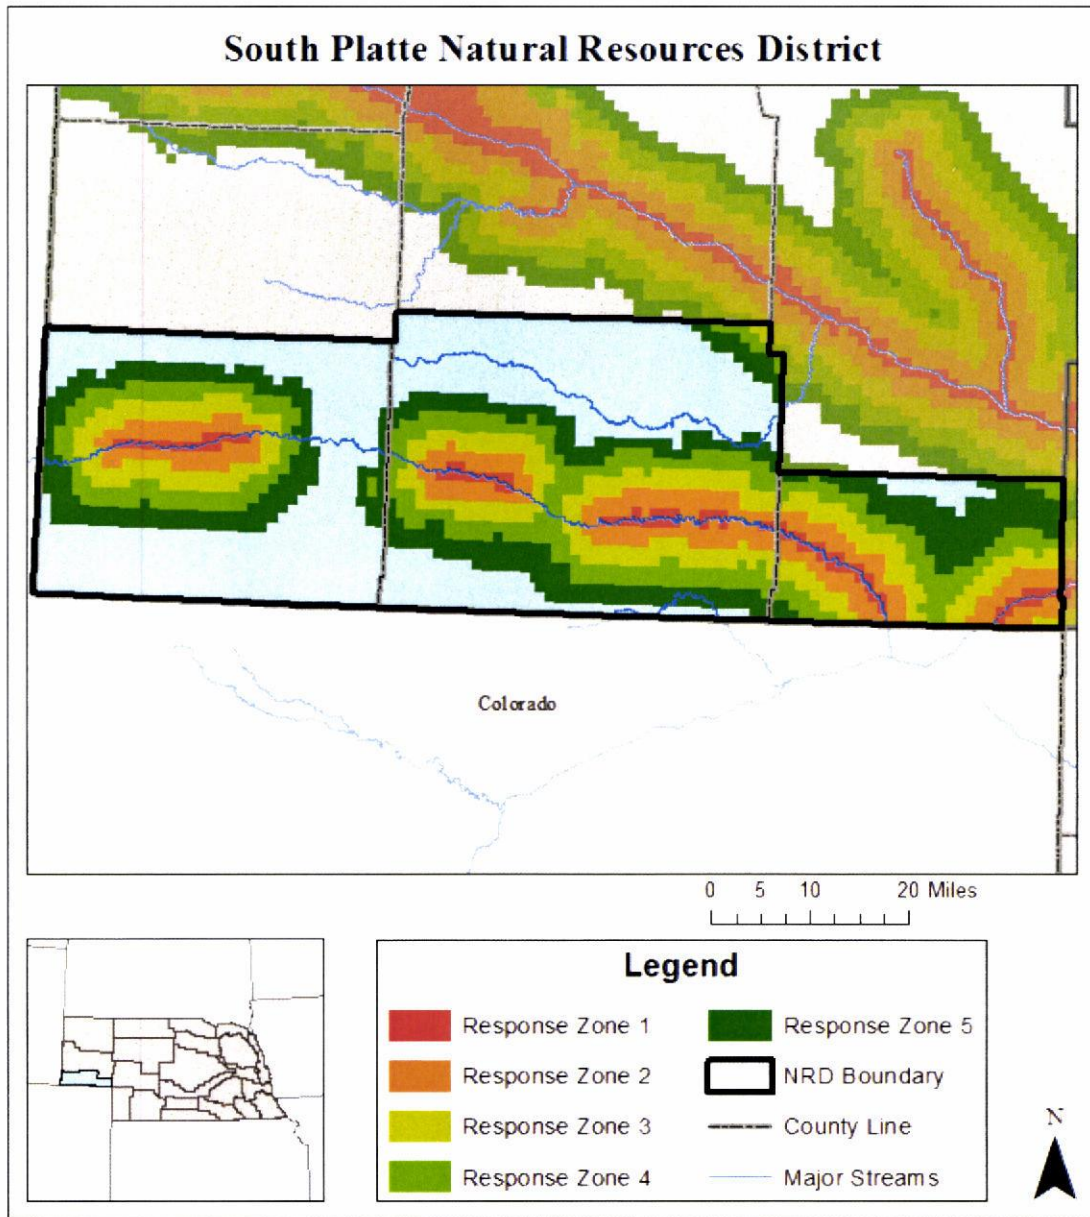 South Platte Natural Resources District
Colorado
0 5 10 20 Miles
Legend
Response Zone 1
Response Zone 2
Response Zone 3
Response Zone 4
Response Zone 5
NRD Boundary
County Line
Major Streams
N